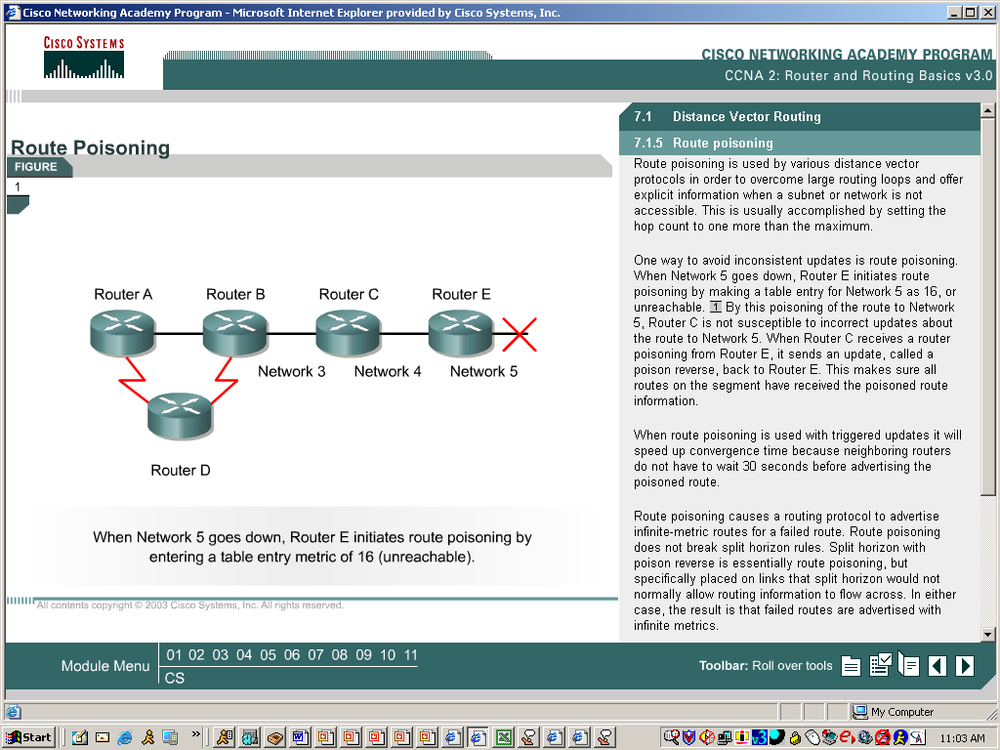 Cisco Networking Academy Program - Microsoft Internet Explorer provided by Cisco Systems, Inc.
CISCO SYSTEMS
CISCO NETWORKING ACADEMY PROGRAM
CCNA 2: Router and Routing Basics v3.0
Route Poisoning
FIGURE
1
Router A
Router B
Router C
Router E
Network 3
Network 4
Network 5
Router D
When Network 5 goes down, Router E initiates route poisoning by
entering a table entry metric of 16 (unreachable).
All contents copyright © 2003 Cisco Systems, Inc. All rights reserved.
7.1 Distance Vector Routing
7.1.5 Route poisoning
Route poisoning is used by various distance vector
protocols in order to overcome large routing loops and offer
explicit information when a subnet or network is not
accessible. This is usually accomplished by setting the
hop count to one more than the maximum.
One way to avoid inconsistent updates is route poisoning.
When Network 5 goes down, Router E initiates route
poisoning by making a table entry for Network 5 as 16, or
unreachable. 1 By this poisoning of the route to Network
5, Router C is not susceptible to incorrect updates about
the route to Network 5. When Router C receives a router
poisoning from Router E, it sends an update, called a
poison reverse, back to Router E. This makes sure all
routes on the segment have received the poisoned route
information.
When route poisoning is used with triggered updates it will
speed up convergence time because neighboring routers
do not have to wait 30 seconds before advertising the
poisoned route.
Route poisoning causes a routing protocol to advertise
infinite-metric routes for a failed route. Route poisoning
does not break split horizon rules. Split horizon with
poison reverse is essentially route poisoning, but
specifically placed on links that split horizon would not
normally allow routing information to flow across. In either
case, the result is that failed routes are advertised with
infinite metrics.
Module Menu
01 02 03 04 05 06 07 08 09 10 11
CS
Toolbar: Roll over tools
My Computer
Start
»
11:03 AM